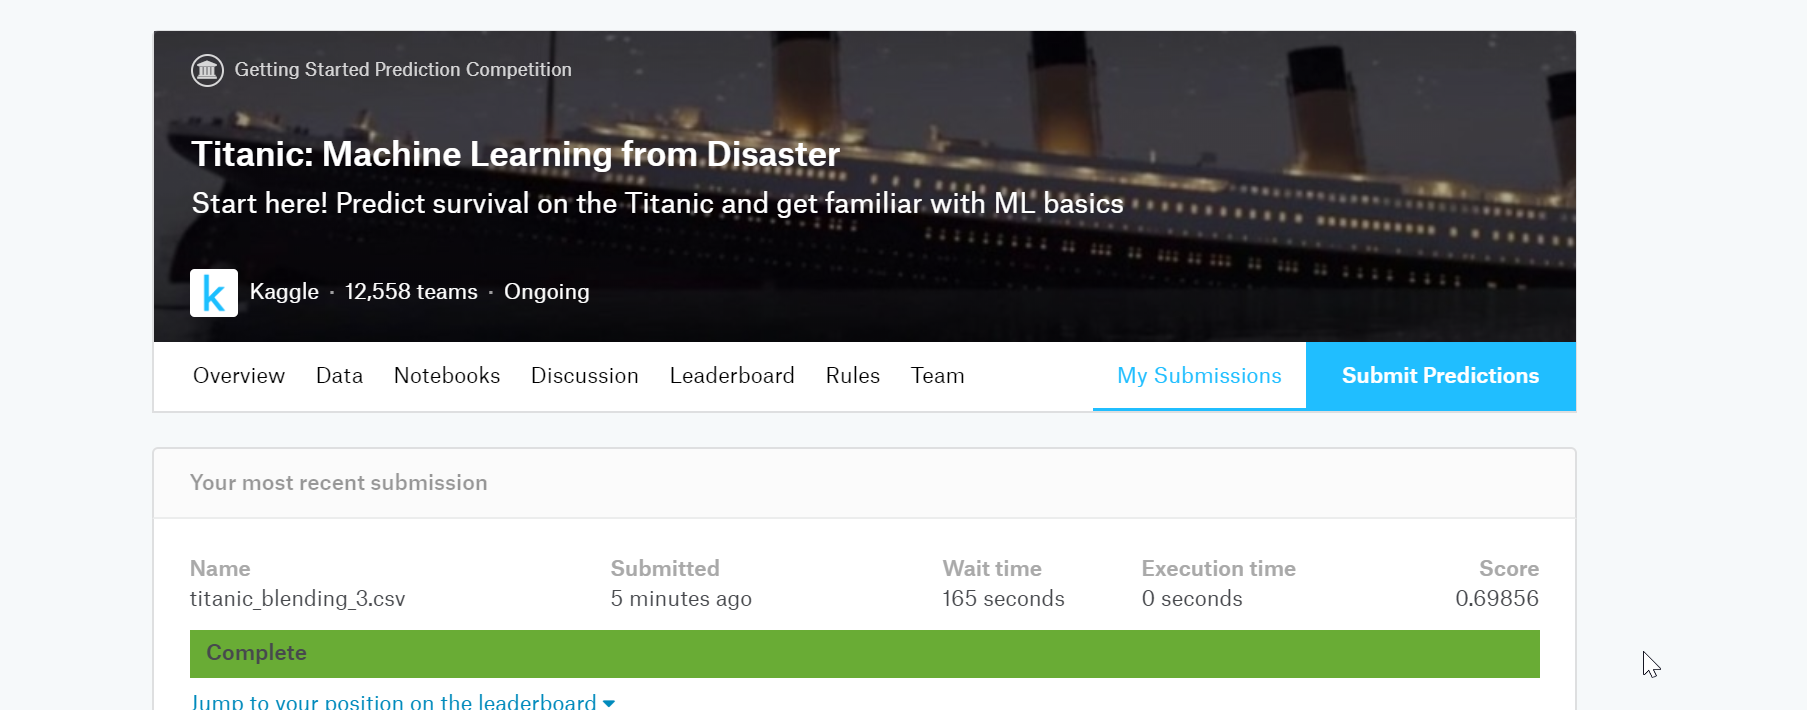 Getting Started Prediction Competition
Titanic: Machine Learning from Disaster
Start here! Predict survival on the Titanic and get familiar with ML basics
k Kaggle · 12,558 teams · Ongoing
Overview Data Notebooks Discussion Leaderboard Rules Team My Submissions Submit Predictions
Your most recent submission
Name Submitted Wait time Execution time Score
titanic_blending_3.csv 5 minutes ago 165 seconds 0 seconds 0.69856
Complete
Jump to your position on the leaderboard